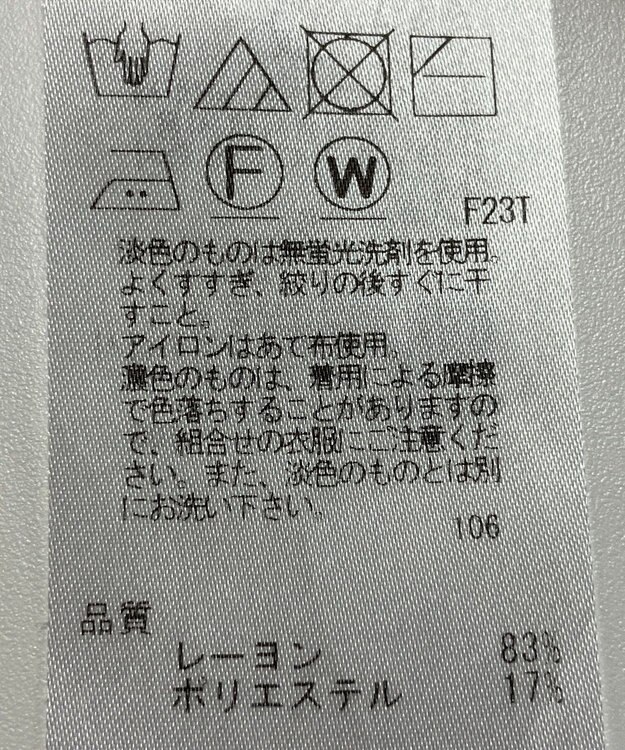 F W
F23T
淡色のものは無蛍光洗剤を使用。
よくすすぎ、絞りの後すぐに干
すこと。
アイロンはあて布使用
濃色のものは、着用による摩擦
で色落ちすることがありますの
で、組合せの衣服にご注意くだ
さい。また、淡色のものとは別
にお洗い下さい。
106
品質
レーヨン 83%
ポリエステル 17%